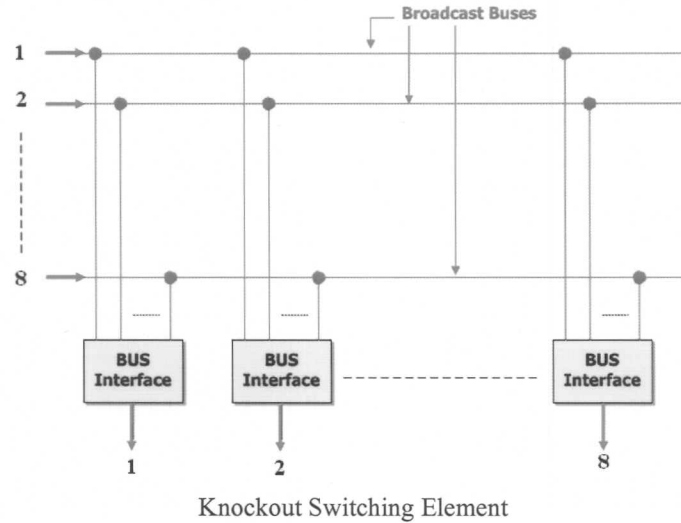 Broadcast Buses
1
2
8
BUS
Interface
BUS
Interface
BUS
Interface
1
2
8
Knockout Switching Element